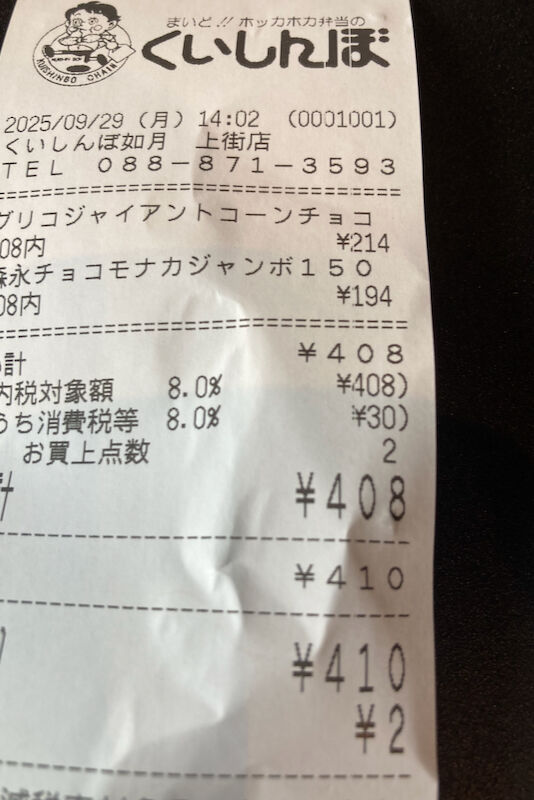 まいど!! ホッカホカ弁当の
くいしんぼ
KUISHINBO CHAIN
2025/09/29 (月) 14:02 (0001001)
くいしんぼ如月 上街店
TEL 088-871-3593
グリコジャイアントコーンチョコ
08内 ¥214
森永チョコモナカジャンボ150
08内 ¥194
計 ¥408
内税対象額 8.0% ¥408)
うち消費税等 8.0% ¥30)
お買上点数 2
計 ¥408
¥410
¥410
¥2